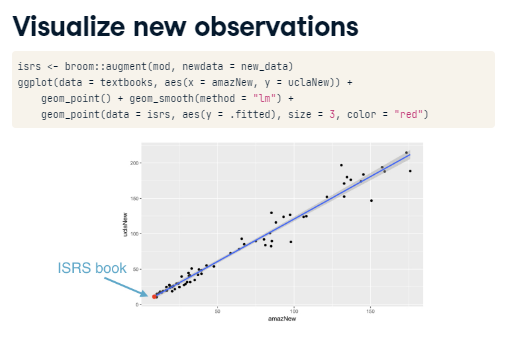 Visualize new observations
isrs <- broom::augment(mod, newdata = new_data)
ggplot(data = textbooks, aes(x = amazNew, y = uclaNew)) +
    geom_point() + geom_smooth(method = "lm") +
    geom_point(data = isrs, aes(y = .fitted), size = 3, color = "red")
200
150
uclaNew
100
50
ISRS book
0
50
100
150
amazNew